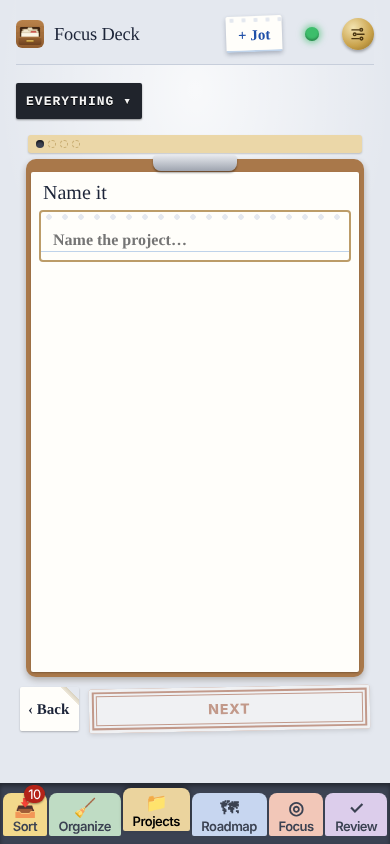 Focus Deck
+ Jot
EVERYTHING ▾
Name it
Name the project...
‹ Back
NEXT
10
Sort
Organize
Projects
Roadmap
Focus
Review